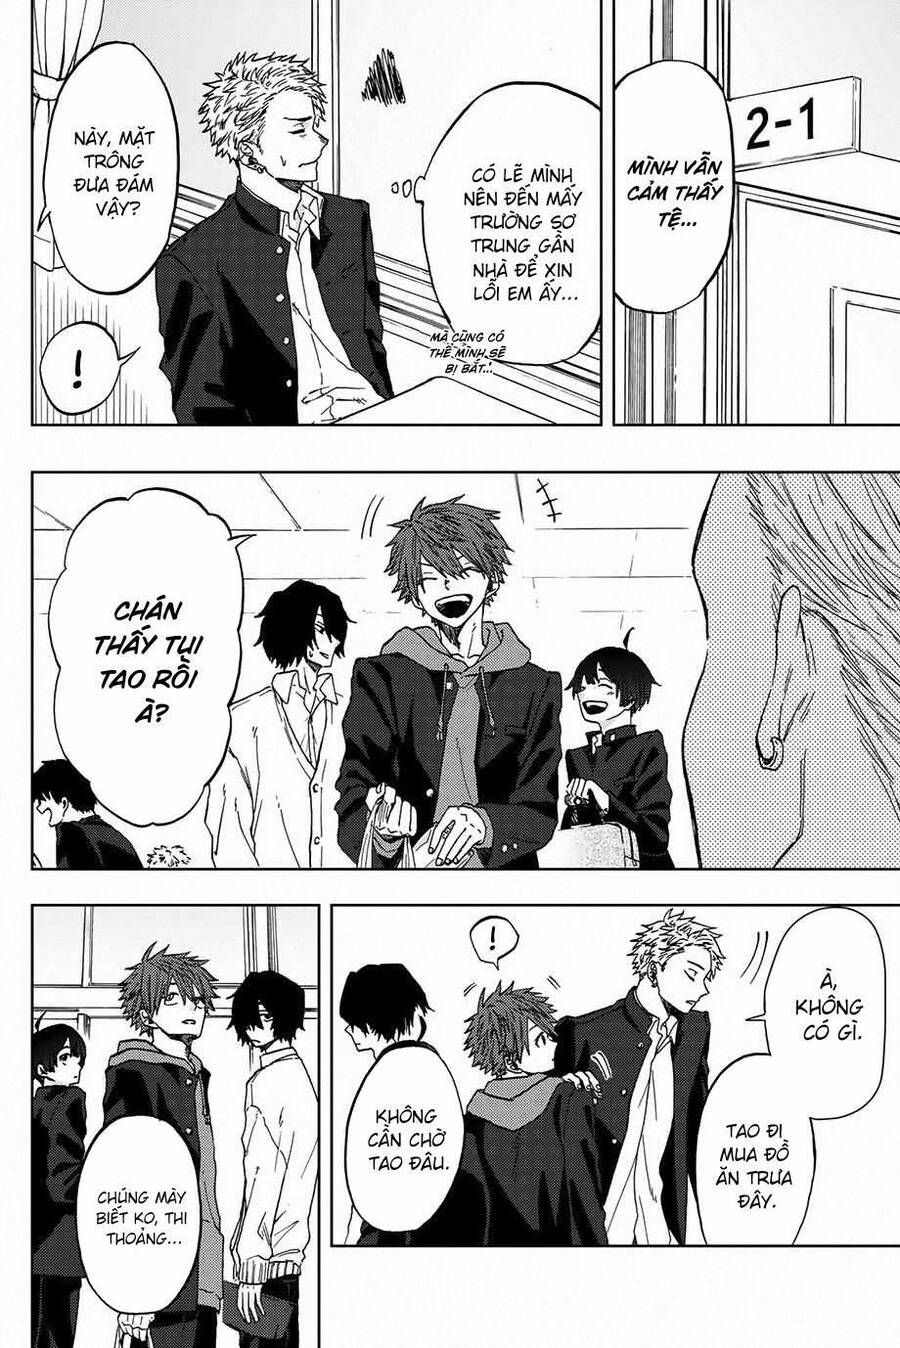 2-1
MÌNH VẪN
CẢM THẤY
TỆ...
CÓ LẼ MÌNH
NÊN ĐẾN MẤY
TRƯỜNG SƠ
TRUNG GẦN
NHÀ ĐỂ XIN
LỖI EM ẤY...
MÀ CŨNG CÓ
THỂ MÌNH SẼ
BỊ BẮT...
NÀY, MẶT
TRÔNG
ĐƯA ĐÁM
VẬY?
!
CHÁN
THẤY TỤI
TAO RỒI
À?
À,
KHÔNG
CÓ GÌ.
TAO ĐI
MUA ĐỒ
ĂN TRƯA
ĐÂY.
!
KHÔNG
CẦN CHỜ
TAO ĐÂU.
CHÚNG MÀY
BIẾT KO, THI
THOẢNG...